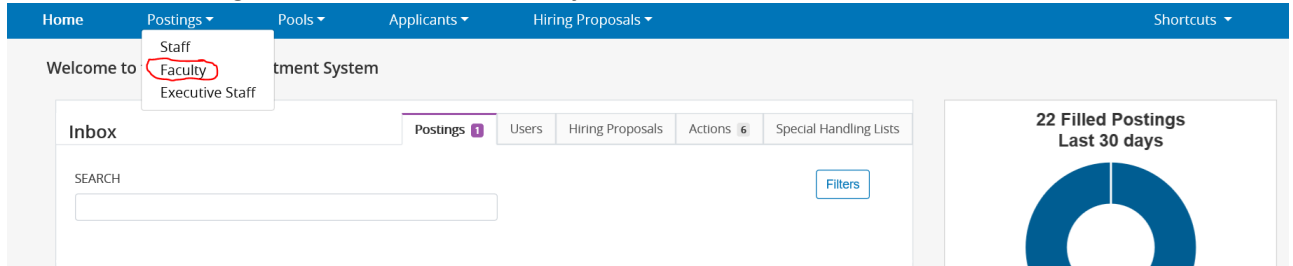 Home Postings Pools Applicants Hiring Proposals Shortcuts
Staff
Faculty
Executive Staff
Welcome to tment System
Inbox
Postings 1 Users Hiring Proposals Actions 6 Special Handling Lists
SEARCH
Filters
22 Filled Postings
Last 30 days